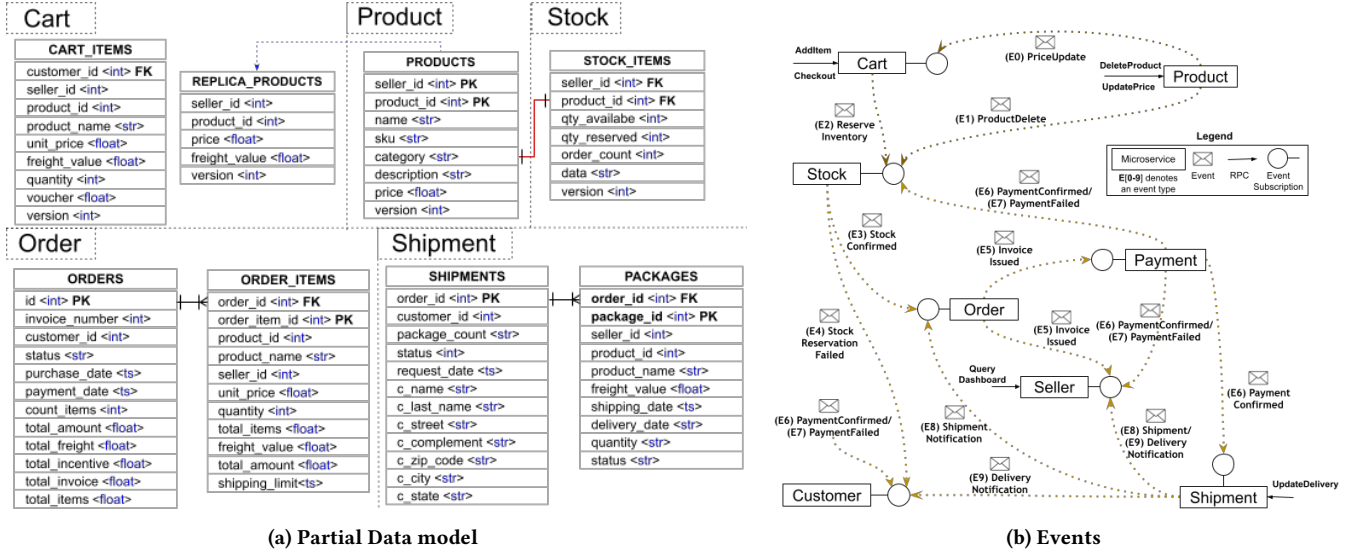 Cart
CART_ITEMS
customer_id <int> FK
seller_id <int>
product_id <int>
product_name <str>
unit_price <float>
freight_value <float>
quantity <int>
voucher <float>
version <int>
REPLICA_PRODUCTS
seller_id <int>
product_id <int>
price <float>
freight_value <float>
version <int>
Product
PRODUCTS
seller_id <int> PK
product_id <int> PK
name <str>
sku <str>
category <str>
description <str>
price <float>
version <int>
Stock
STOCK_ITEMS
seller_id <int> FK
product_id <int> FK
qty_availabe <int>
qty_reserved <int>
order_count <int>
data <str>
version <int>
Order
ORDERS
id <int> PK
invoice_number <int>
customer_id <int>
status <str>
purchase_date <ts>
payment_date <ts>
count_items <int>
total_amount <float>
total_freight <float>
total_incentive <float>
total_invoice <float>
total_items <float>
ORDER_ITEMS
order_id <int> FK
order_item_id <int> PK
product_id <int>
product_name <str>
seller_id <int>
unit_price <float>
quantity <int>
total_items <float>
freight_value <float>
total_amount <float>
shipping_limit<ts>
Shipment
SHIPMENTS
order_id <int> PK
customer_id <int>
package_count <str>
status <int>
request_date <ts>
c_name <str>
c_last_name <str>
c_street <str>
c_complement <str>
c_zip_code <str>
c_city <str>
c_state <str>
PACKAGES
order_id <int> FK
package_id <int> PK
seller_id <int>
product_id <int>
product_name <str>
freight_value <float>
shipping_date <ts>
delivery_date <str>
quantity <str>
status <str>
(a) Partial Data model
AddItem
Checkout
Cart
(E0) PriceUpdate
DeleteProduct
UpdatePrice
Product
(E2) Reserve
Inventory
(E1) ProductDelete
Legend
Microservice
E[0-9] denotes
an event type
Event
RPC
Event
Subscription
Stock
(E6) PaymentConfirmed/
(E7) PaymentFailed
(E3) Stock
Confirmed
(E5) Invoice
Issued
Payment
Order
(E4) Stock
Reservation
Failed
(E5) Invoice
Issued
(E6) PaymentConfirmed/
(E7) PaymentFailed
Query
Dashboard
Seller
(E6) Payment
Confirmed
(E6) PaymentConfirmed/
(E7) PaymentFailed
(E8) Shipment
Notification
(E8) Shipment/
(E9) Delivery
Notification
(E9) Delivery
Notification
Customer
Shipment
UpdateDelivery
(b) Events